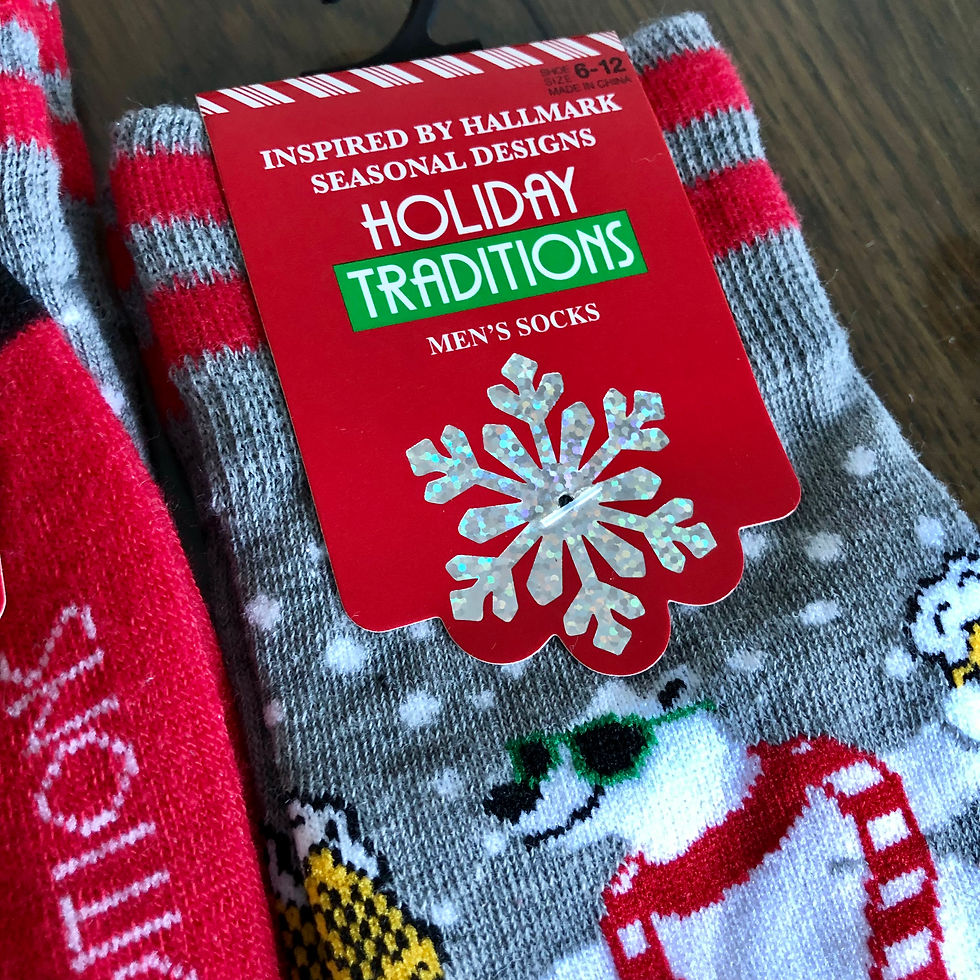 SHOE
SIZE 6-12
MADE IN CHINA
INSPIRED BY HALLMARK
SEASONAL DESIGNS
HOLIDAY
TRADITIONS
MEN'S SOCKS